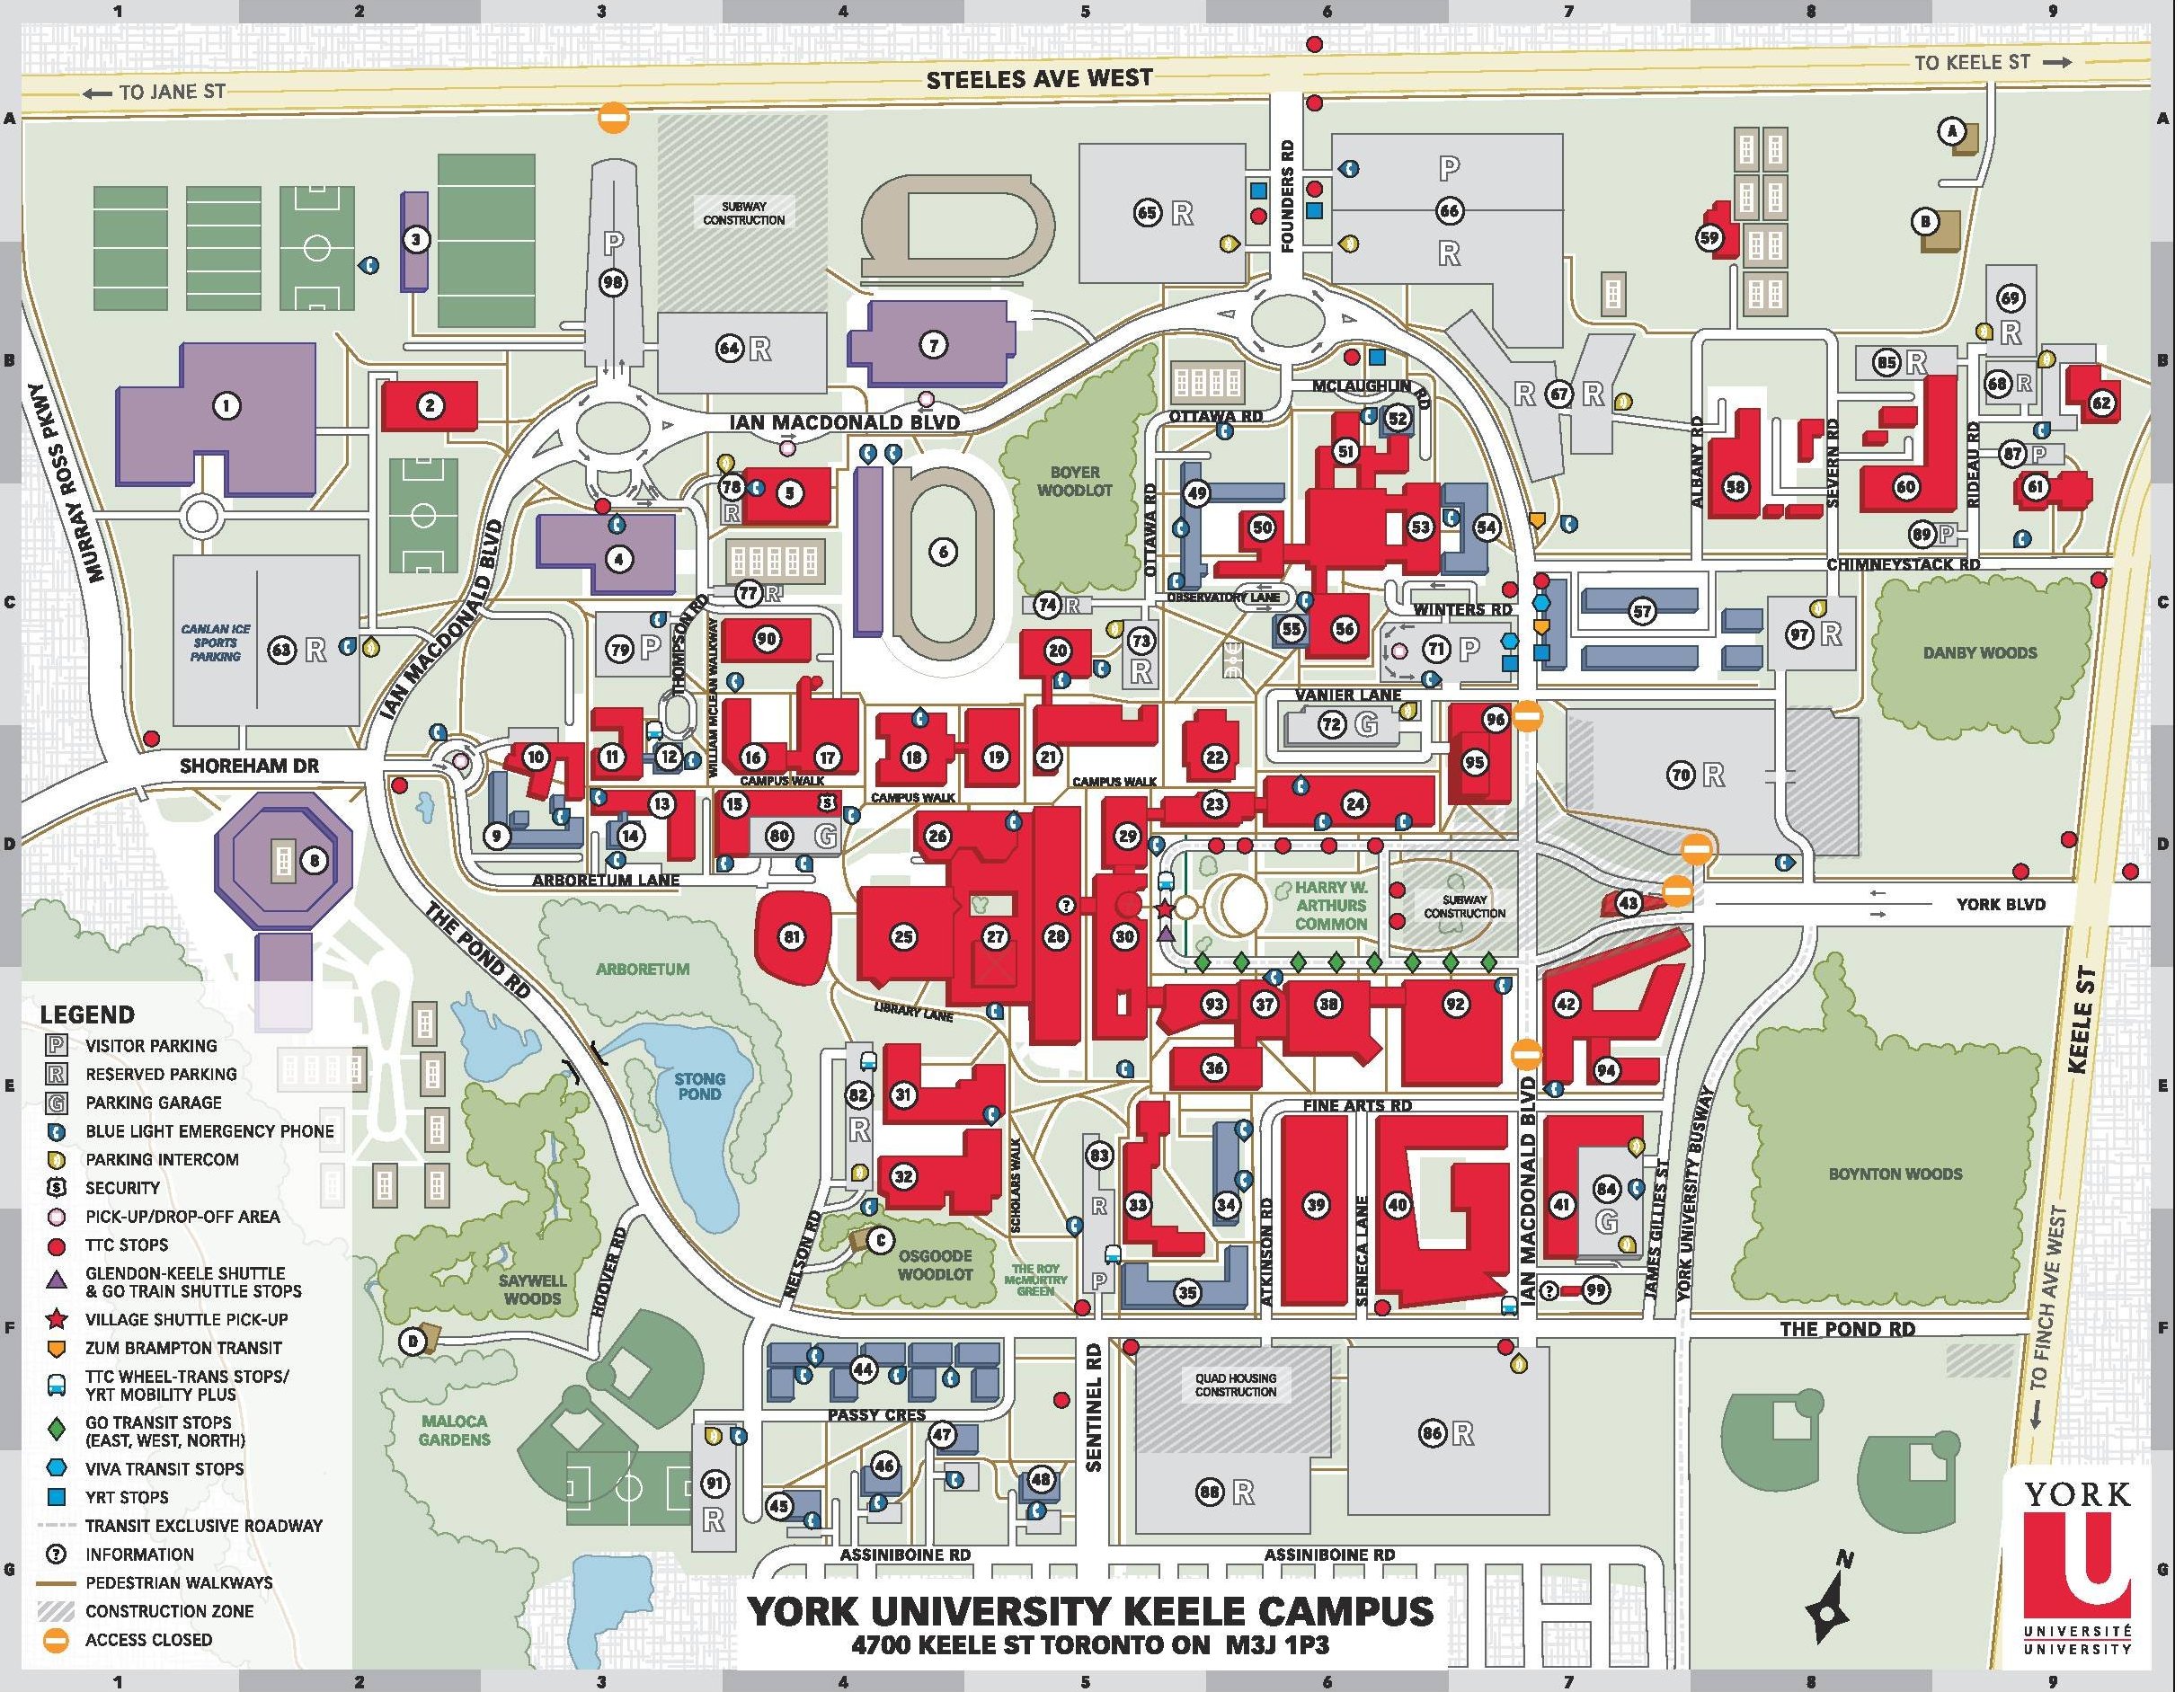 1 2 3 4 5 6 7 8 9
← TO JANE ST
STEELES AVE WEST
TO KEELE ST →
A
A
A
B
FOUNDERS RD
SUBWAY
CONSTRUCTION
3
98
P
65 R
P
66
R
59
69
R
B
B
1
2
64 R
7
MCLAUGHLIN RD
R 67 R
85 R
68 R
62
MURRAY ROSS PKWY
IAN MACDONALD BLVD
OTTAWA RD
52
51
BOYER
WOODLOT
87 P
78
R
5
49
OTTAWA RD
50
53
54
ALBANY RD
58
SEVERN RD
60
RIDEAU RD
61
4
6
89 P
CHIMNEYSTACK RD
C
C
IAN MACDONALD BLVD
77 R
74 R
OBSERVATORY LANE
WINTERS RD
57
CANLAN ICE
SPORTS
PARKING
63 R
79 P
THOMPSON RD
WILLIAM MCLEAN WALKWAY
90
20
73
R
55
56
71 P
97 R
DANBY WOODS
VANIER LANE
72 G
96
SHOREHAM DR
10
11
12
16
17
18
19
21
22
95
70 R
CAMPUS WALK
CAMPUS WALK
CAMPUS WALK
9
13
14
15
S
80 G
26
29
23
24
D
D
8
ARBORETUM LANE
THE POND RD
HARRY W.
ARTHURS
COMMON
SUBWAY
CONSTRUCTION
43
YORK BLVD
81
25
27
28
?
30
ARBORETUM
LIBRARY LANE
93
37
38
92
42
KEELE ST
E
E
STONG
POND
82
R
31
36
94
FINE ARTS RD
IAN MACDONALD BLVD
32
SCHOLARS WALK
83
R
P
33
34
39
40
41
84
G
JAMES GILLIES ST
YORK UNIVERSITY BUSWAY
BOYNTON WOODS
SAYWELL
WOODS
HOOVER RD
NELSON RD
C
OSGOODE
WOODLOT
THE ROY
McMURTRY
GREEN
35
ATKINSON RD
SENECA LANE
?
99
F
F
D
44
THE POND RD
← TO FINCH AVE WEST
QUAD HOUSING
CONSTRUCTION
PASSY CRES
SENTINEL RD
86 R
MALOCA
GARDENS
47
46
48
45
91
R
88 R
G
G
ASSINIBOINE RD
ASSINIBOINE RD
LEGEND
P VISITOR PARKING
R RESERVED PARKING
G PARKING GARAGE
BLUE LIGHT EMERGENCY PHONE
PARKING INTERCOM
S SECURITY
PICK-UP/DROP-OFF AREA
TTC STOPS
GLENDON-KEELE SHUTTLE
& GO TRAIN SHUTTLE STOPS
VILLAGE SHUTTLE PICK-UP
ZUM BRAMPTON TRANSIT
TTC WHEEL-TRANS STOPS/
YRT MOBILITY PLUS
GO TRANSIT STOPS
(EAST, WEST, NORTH)
VIVA TRANSIT STOPS
YRT STOPS
TRANSIT EXCLUSIVE ROADWAY
? INFORMATION
PEDESTRIAN WALKWAYS
CONSTRUCTION ZONE
ACCESS CLOSED
YORK UNIVERSITY KEELE CAMPUS
4700 KEELE ST TORONTO ON M3J 1P3
N
YORK
U
UNIVERSITÉ
UNIVERSITY
1 2 3 4 5 6 7 8 9